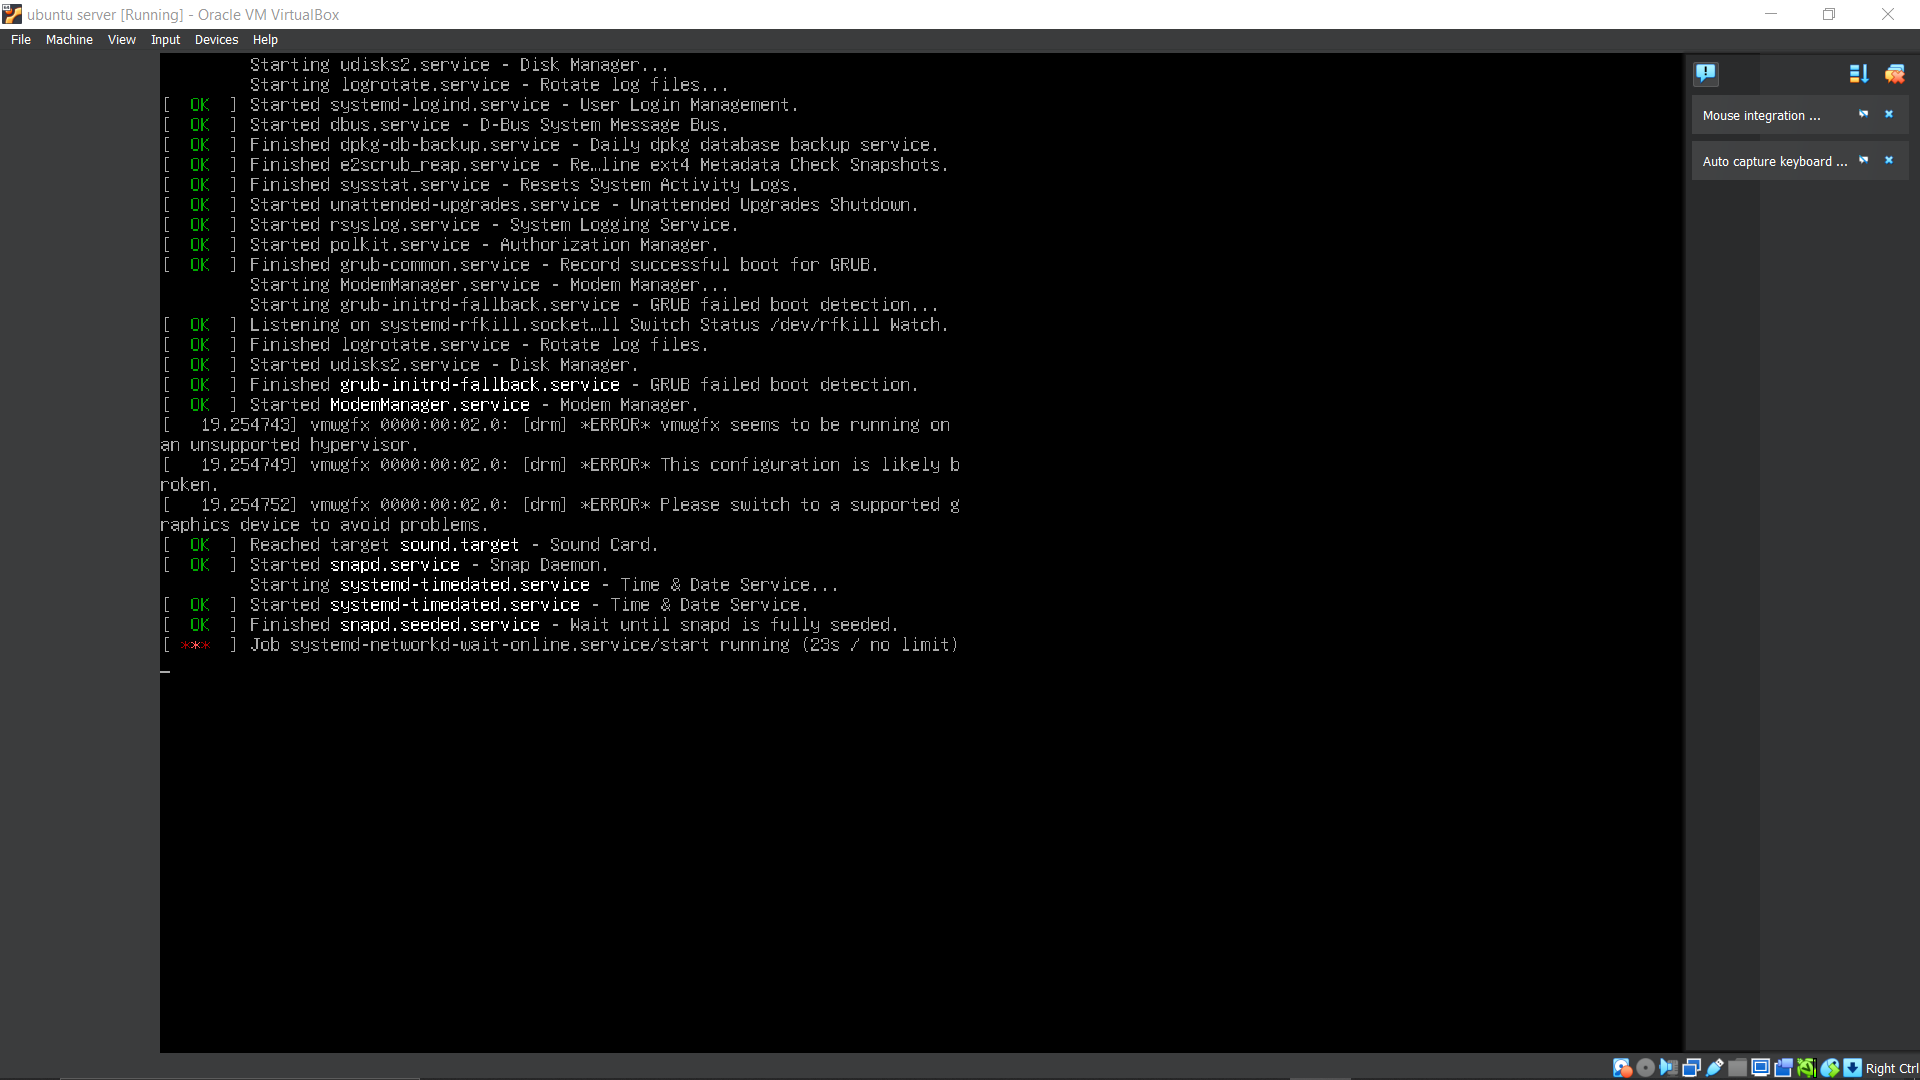 ubuntu server [Running] - Oracle VM VirtualBox
File Machine View Input Devices Help
Starting udisks2.service - Disk Manager...
Starting logrotate.service - Rotate log files...
[ OK ] Started systemd-logind.service - User Login Management.
[ OK ] Started dbus.service - D-Bus System Message Bus.
[ OK ] Finished dpkg-db-backup.service - Daily dpkg database backup service.
[ OK ] Finished e2scrub_reap.service - Re…line ext4 Metadata Check Snapshots.
[ OK ] Finished sysstat.service - Resets System Activity Logs.
[ OK ] Started unattended-upgrades.service - Unattended Upgrades Shutdown.
[ OK ] Started rsyslog.service - System Logging Service.
[ OK ] Started polkit.service - Authorization Manager.
[ OK ] Finished grub-common.service - Record successful boot for GRUB.
Starting ModemManager.service - Modem Manager...
Starting grub-initrd-fallback.service - GRUB failed boot detection...
[ OK ] Listening on systemd-rfkill.socket…ll Switch Status /dev/rfkill Watch.
[ OK ] Finished logrotate.service - Rotate log files.
[ OK ] Started udisks2.service - Disk Manager.
[ OK ] Finished grub-initrd-fallback.service - GRUB failed boot detection.
[ OK ] Started ModemManager.service - Modem Manager.
[ 19.254743] vmwgfx 0000:00:02.0: [drm] *ERROR* vmwgfx seems to be running on
an unsupported hypervisor.
[ 19.254749] vmwgfx 0000:00:02.0: [drm] *ERROR* This configuration is likely b
roken.
[ 19.254752] vmwgfx 0000:00:02.0: [drm] *ERROR* Please switch to a supported g
raphics device to avoid problems.
[ OK ] Reached target sound.target - Sound Card.
[ OK ] Started snapd.service - Snap Daemon.
Starting systemd-timedated.service - Time & Date Service...
[ OK ] Started systemd-timedated.service - Time & Date Service.
[ OK ] Finished snapd.seeded.service - Wait until snapd is fully seeded.
[ *** ] Job systemd-networkd-wait-online.service/start running (23s / no limit)
Mouse integration ...
Auto capture keyboard ...
Right Ctrl